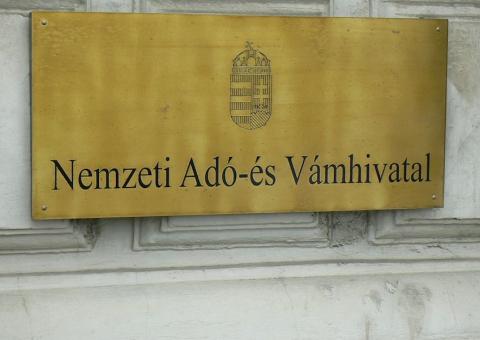 Nemzeti Adó-és Vámhivatal